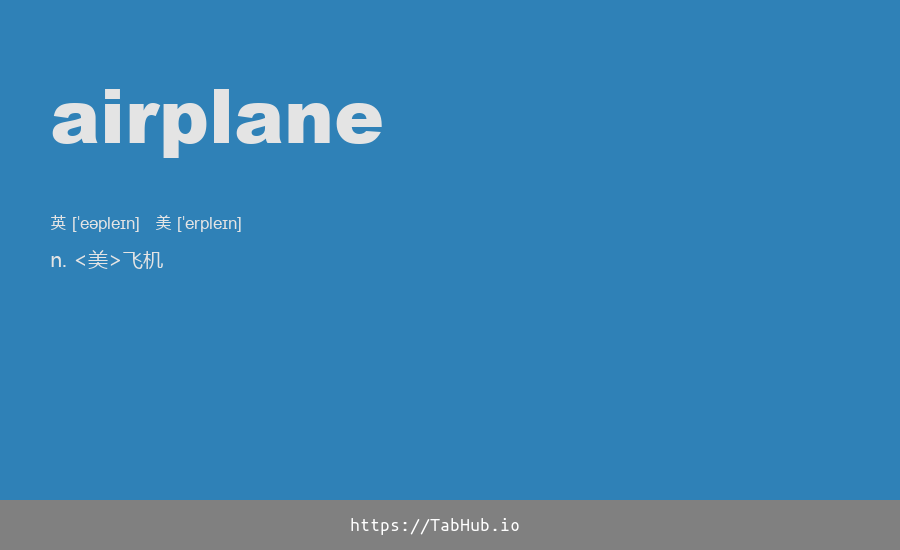 airplane
英 [ˈeəpleɪn] 美 [ˈerpleɪn]
n. <美>飞机
https://TabHub.io